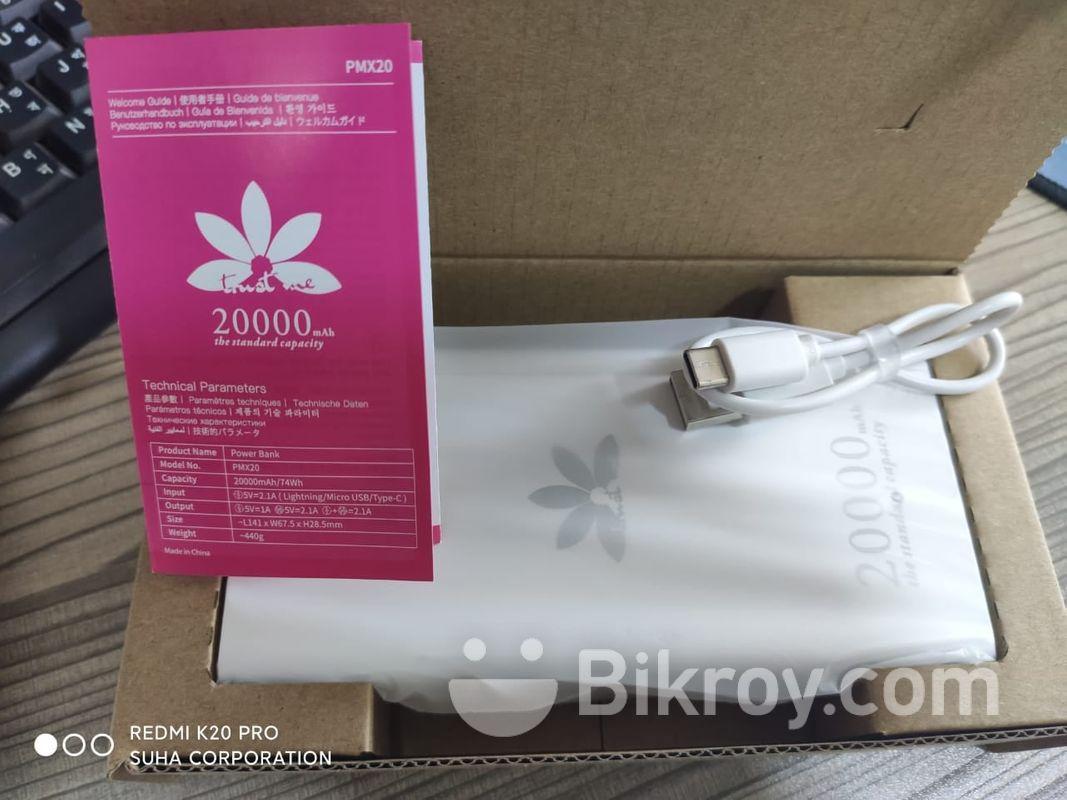 PMX20
Welcome Guide | 使用者手册 | Guide de bienvenue
Benutzerhandbuch | Guía de Bienvenida | 환영 가이드
Руководство по эксплуатации | دليل الترحيب | ウェルカムガイド
trust me
20000mAh
the standard capacity
Technical Parameters
產品參數 | Paramètres techniques | Technische Daten
Parámetros técnicos | 제품의 기술 파라미터
Технические характеристики
المعايير الفنية | 技術的パラメータ
Product Name Power Bank
Model No. PMX20
Capacity 20000mAh/74Wh
Input 5V=2.1A ( Lightning/Micro USB/Type-C )
Output 5V=1A 5V=2.1A + =2.1A
Size ~L141 x W67.5 x H28.5mm
Weight ~440g
Made in China
trust
20000mAh
the standard capacity
J
N
B
Bikroy.com
REDMI K20 PRO
SUHA CORPORATION